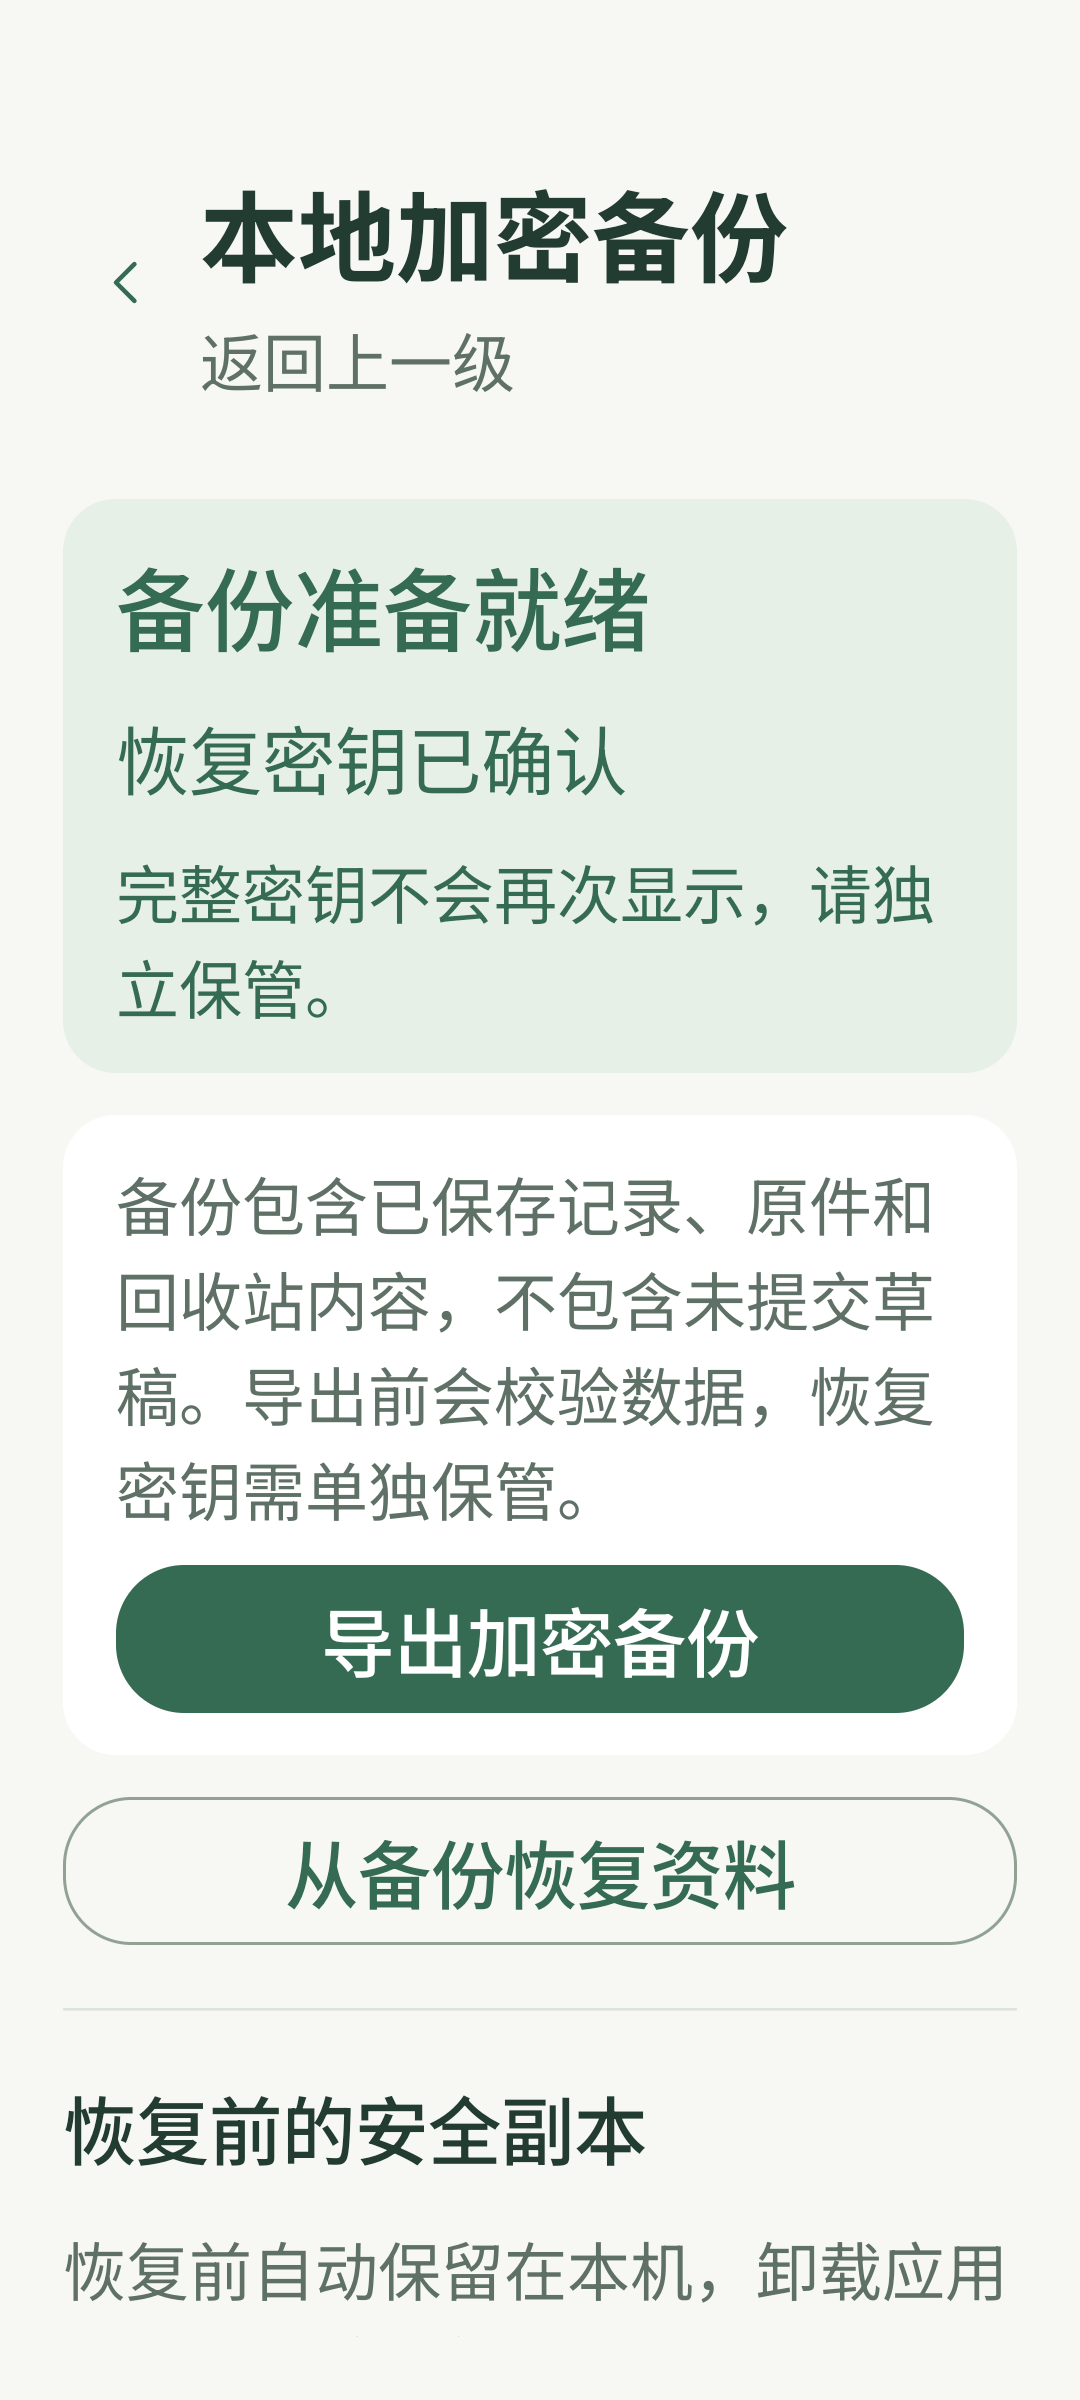 本地加密备份
返回上一级
备份准备就绪
恢复密钥已确认
完整密钥不会再次显示，请独
立保管。
备份包含已保存记录、原件和
回收站内容，不包含未提交草
稿。导出前会校验数据，恢复
密钥需单独保管。
导出加密备份
从备份恢复资料
恢复前的安全副本
恢复前自动保留在本机，卸载应用